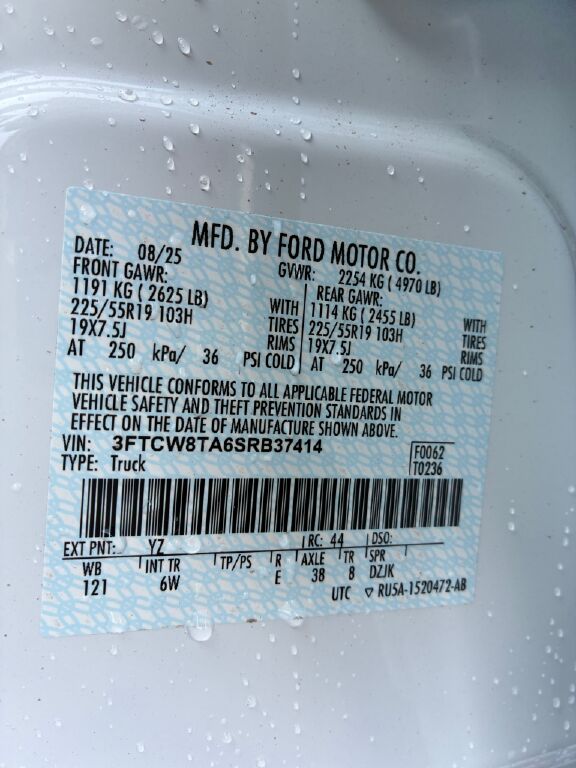 MFD. BY FORD MOTOR CO.
DATE: 08/25
GVWR: 2254 KG ( 4970 LB)
FRONT GAWR:
1191 KG ( 2625 LB)
225/55R19 103H
19X7.5J
WITH
TIRES
RIMS
AT 250 kPa/ 36 PSI COLD
REAR GAWR:
1114 KG ( 2455 LB)
225/55R19 103H
19X7.5J
WITH
TIRES
RIMS
AT 250 kPa/ 36 PSI COLD
THIS VEHICLE CONFORMS TO ALL APPLICABLE FEDERAL MOTOR
VEHICLE SAFETY AND THEFT PREVENTION STANDARDS IN
EFFECT ON THE DATE OF MANUFACTURE SHOWN ABOVE.
VIN: 3FTCW8TA6SRB37414
TYPE: Truck
F0062
T0236
EXT PNT: YZ RC: 44 DSO:
WB INT TR TP/PS R AXLE TR SPR
121 6W E 38 8 DZJK
UTC ▽ RU5A-1520472-AB